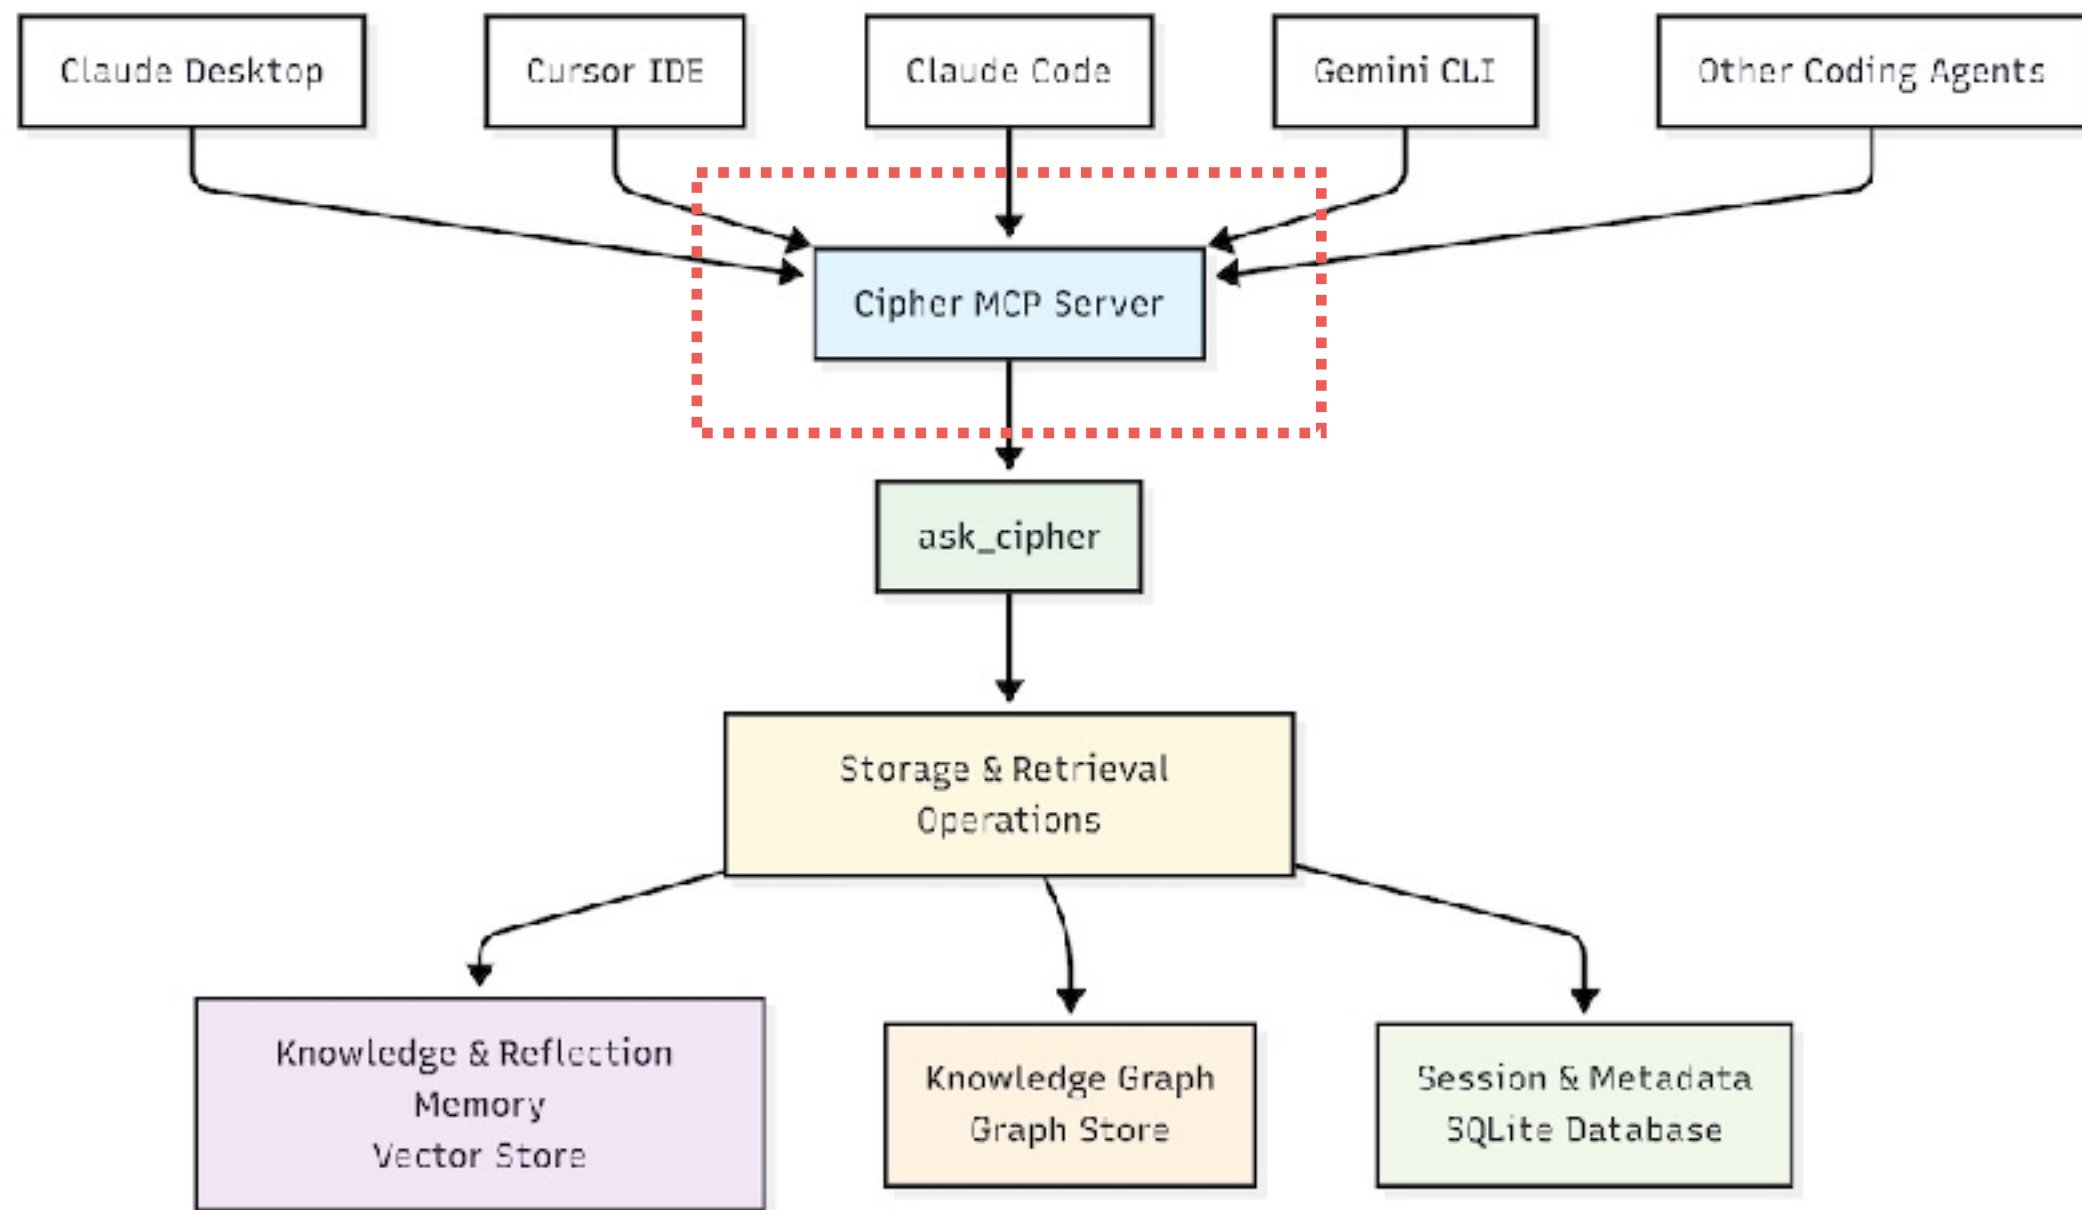 Claude Desktop
Cursor IDE
Claude Code
Gemini CLI
Other Coding Agents
Cipher MCP Server
ask_cipher
Storage & Retrieval
Operations
Knowledge & Reflection
Memory
Vector Store
Knowledge Graph
Graph Store
Session & Metadata
SQLite Database